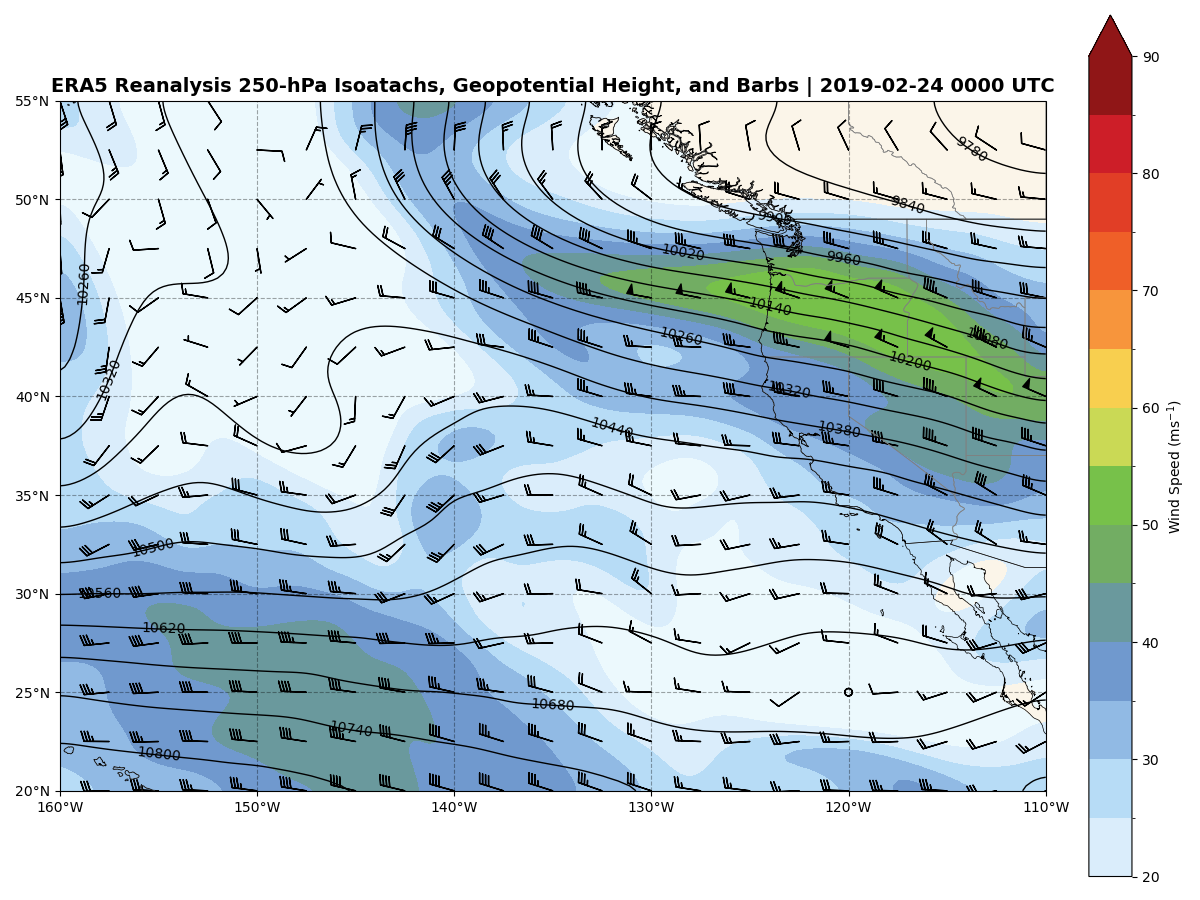 ERA5 Reanalysis 250-hPa Isoatachs, Geopotential Height, and Barbs | 2019-02-24 0000 UTC
55°N
50°N
45°N
40°N
35°N
30°N
25°N
20°N
160°W
150°W
140°W
130°W
120°W
110°W
9780
9840
9900
9960
10020
10080
10140
10200
10260
10260
10320
10320
10380
10440
10500
10560
10620
10680
10740
10800
90
80
70
60
50
40
30
20
Wind Speed (ms⁻¹)